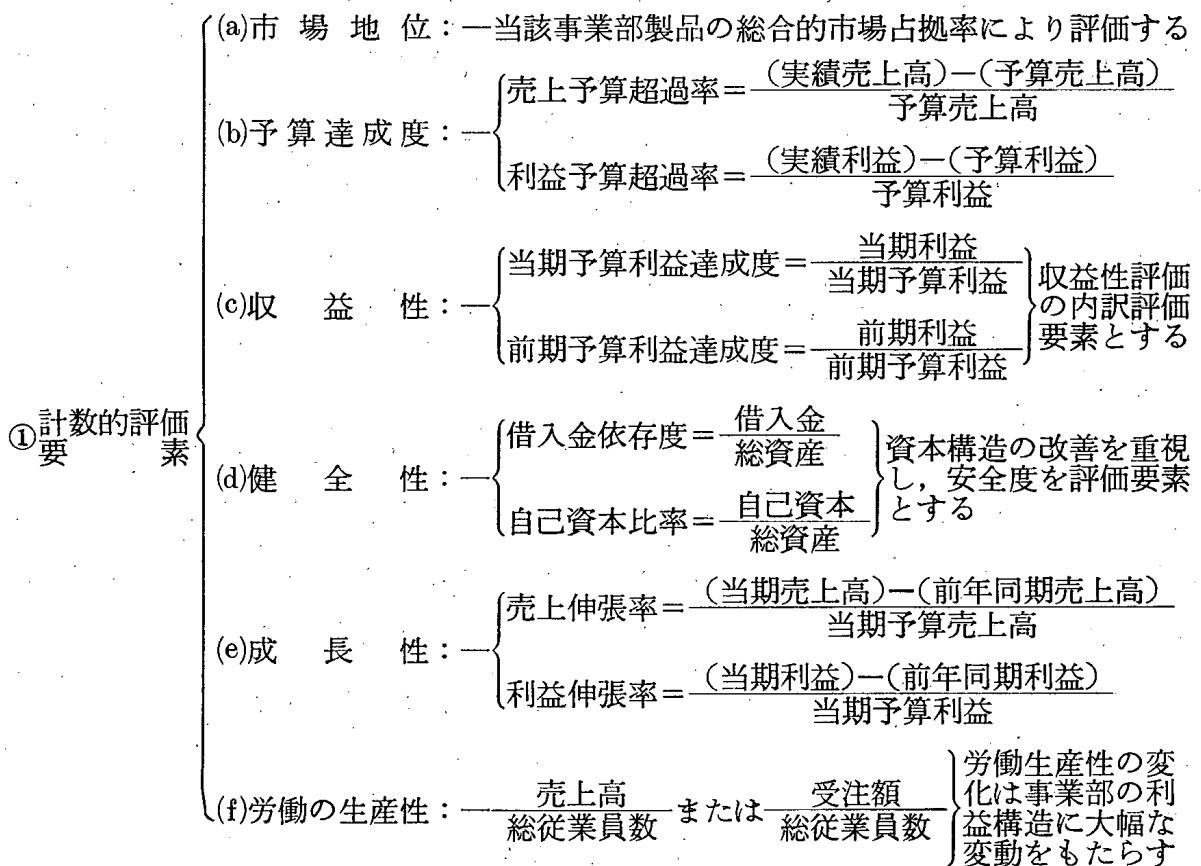 (a)市場地位:—当該事業部製品の総合的市場占拠率により評価する
(b)予算達成度:—
売上予算超過率=(実績売上高)—(予算売上高)
予算売上高
利益予算超過率=(実績利益)—(予算利益)
予算利益
(c)収益性:—
当期予算利益達成度=当期利益
当期予算利益
前期予算利益達成度=前期利益
前期予算利益
収益性評価
の内訳評価
要素とする
①計数的評価
要素
(d)健全性:—
借入金依存度=借入金
総資産
自己資本比率=自己資本
総資産
資本構造の改善を重視
し,安全度を評価要素
とする
(e)成長性:—
売上伸張率=(当期売上高)—(前年同期売上高)
当期予算売上高
利益伸張率=(当期利益)—(前年同期利益)
当期予算利益
(f)労働の生産性:—売上高
総従業員数
または受注額
総従業員数
労働生産性の変
化は事業部の利
益構造に大幅な
変動をもたらす